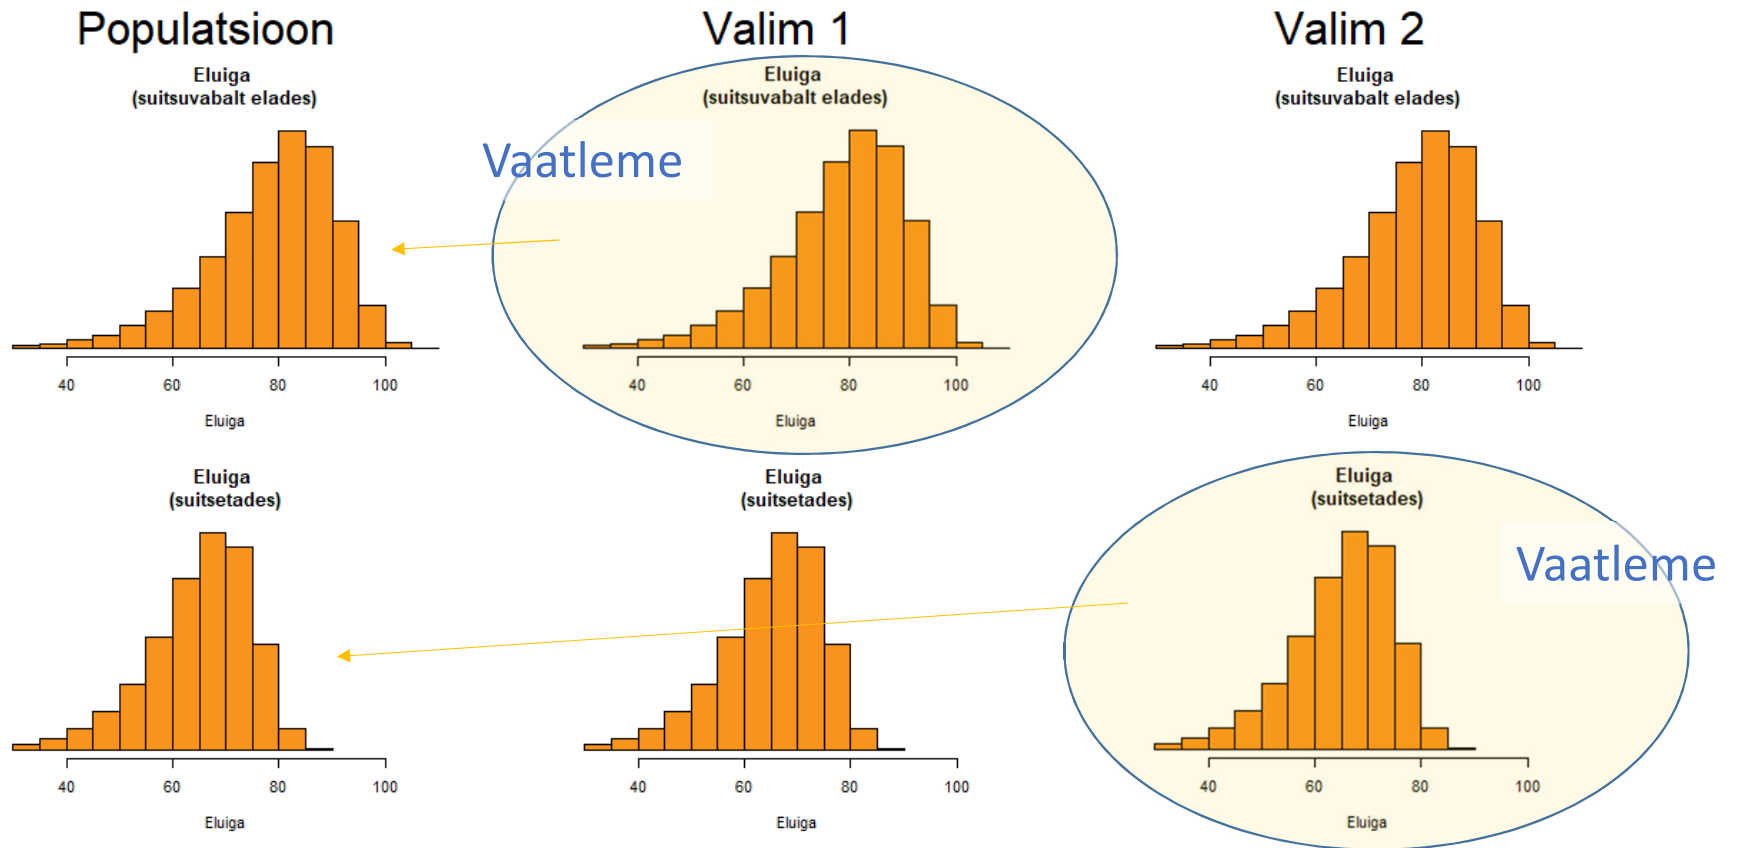 Populatsioon
Valim 1
Valim 2
Eluiga
(suitsuvabalt elades)
Eluiga
(suitsuvabalt elades)
Eluiga
(suitsuvabalt elades)
Vaatleme
40 60 80 100
40 60 80 100
40 60 80 100
Eluiga
Eluiga
Eluiga
Eluiga
(suitsetades)
Eluiga
(suitsetades)
Eluiga
(suitsetades)
Vaatleme
40 60 80 100
40 60 80 100
40 60 80 100
Eluiga
Eluiga
Eluiga